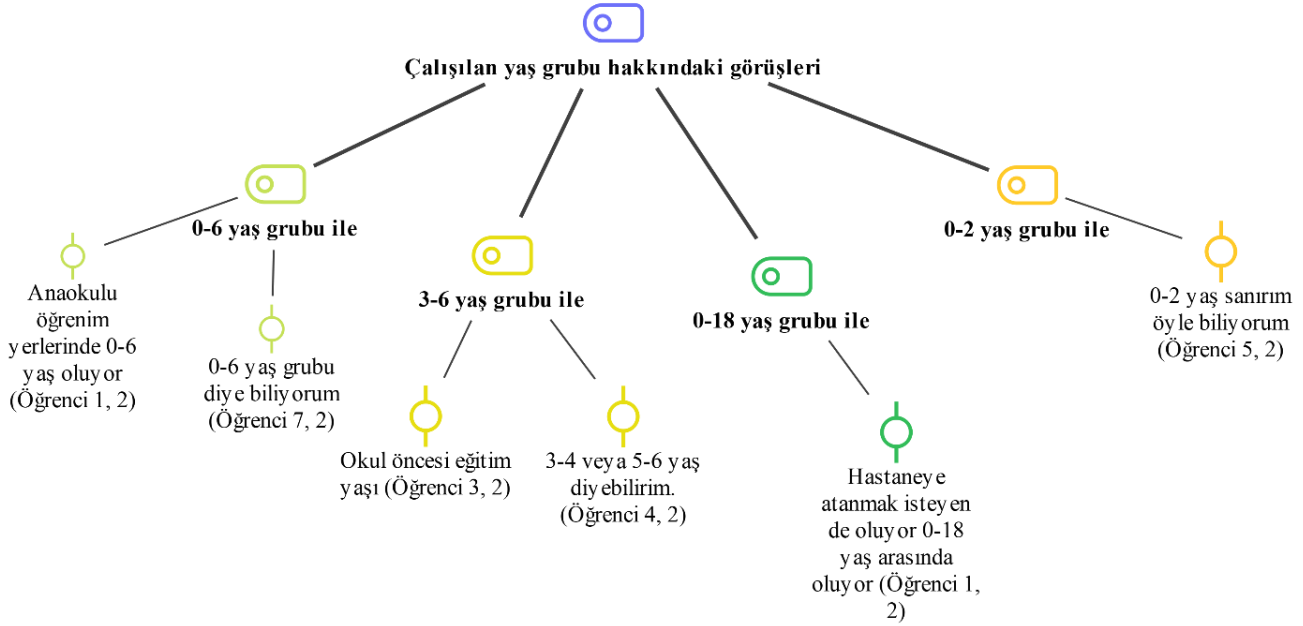 Çalışılan yaş grubu hakkındaki görüşleri
0-6 yaş grubu ile
Anaokulu
öğrenim
yerlerinde 0-6
yaş oluyor
(Öğrenci 1, 2)
0-6 yaş grubu
diye biliyorum
(Öğrenci 7, 2)
3-6 yaş grubu ile
Okul öncesi eğitim
yaşı (Öğrenci 3, 2)
3-4 veya 5-6 yaş
diyebilirim.
(Öğrenci 4, 2)
0-18 yaş grubu ile
Hastaneye
atanmak isteyen
de oluyor 0-18
yaş arasında
oluyor (Öğrenci 1,
2)
0-2 yaş grubu ile
0-2 yaş sanırım
öyle biliyorum
(Öğrenci 5, 2)